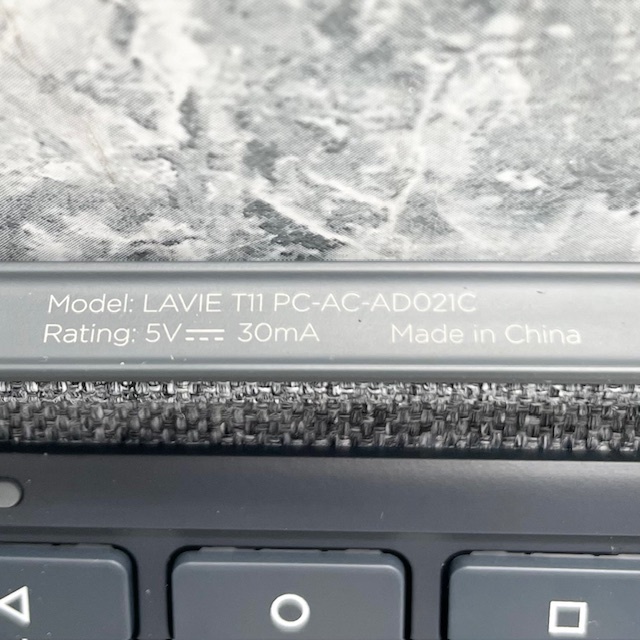 Model: LAVIE T11 PC-AC-AD021C
Rating: 5V⎓ 30mA Made in China